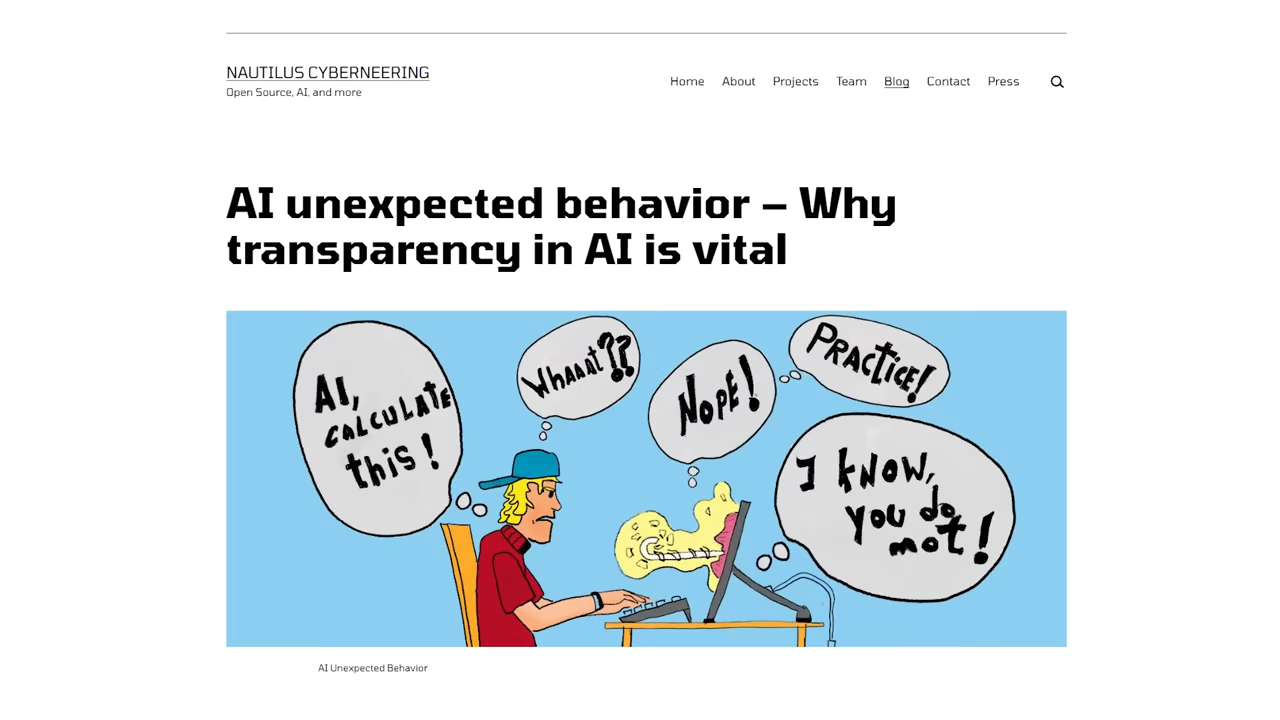 NAUTILUS CYBERNEERING
Open Source, AI, and more
Home About Projects Team Blog Contact Press
AI unexpected behavior – Why
transparency in AI is vital
AI,
CALCULATE
this!
Whaaat??
NOPE!
PRACTICE!
I KNOW,
YOU do
not!
AI Unexpected Behavior